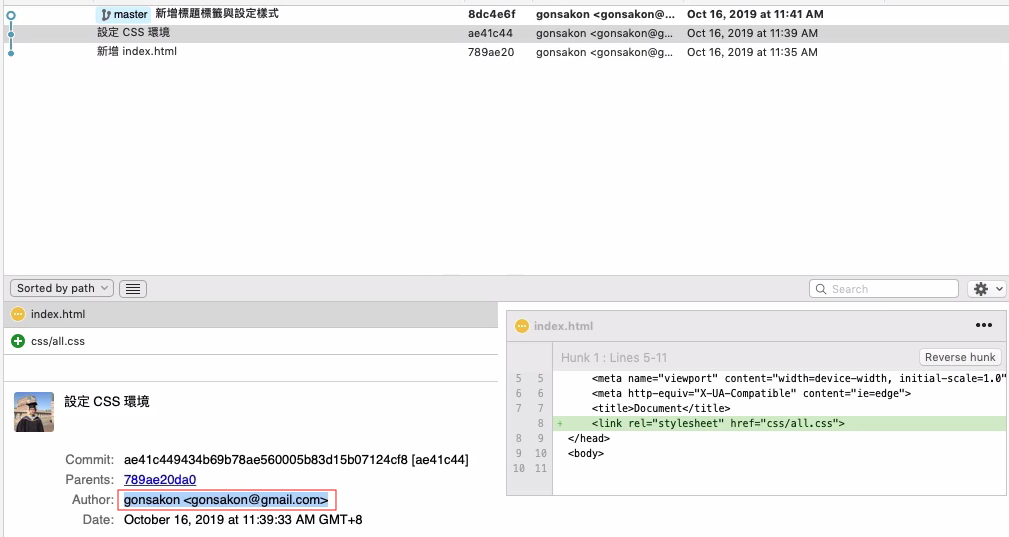 master 新增標題標籤與設定樣式 8dc4e6f gonsakon <gonsakon@... Oct 16, 2019 at 11:41 AM
設定 CSS 環境 ae41c44 gonsakon <gonsakon@g... Oct 16, 2019 at 11:39 AM
新增 index.html 789ae20 gonsakon <gonsakon@g... Oct 16, 2019 at 11:35 AM
Sorted by path
Search
index.html
css/all.css
設定 CSS 環境
Commit: ae41c449434b69b78ae560005b83d15b07124cf8 [ae41c44]
Parents: 789ae20da0
Author: gonsakon <gonsakon@gmail.com>
Date: October 16, 2019 at 11:39:33 AM GMT+8
index.html
Hunk 1 : Lines 5-11 Reverse hunk
5 5 <meta name="viewport" content="width=device-width, initial-scale=1.0"
6 6 <meta http-equiv="X-UA-Compatible" content="ie=edge">
7 7 <title>Document</title>
8 + <link rel="stylesheet" href="css/all.css">
8 9 </head>
9 10 <body>
10 11